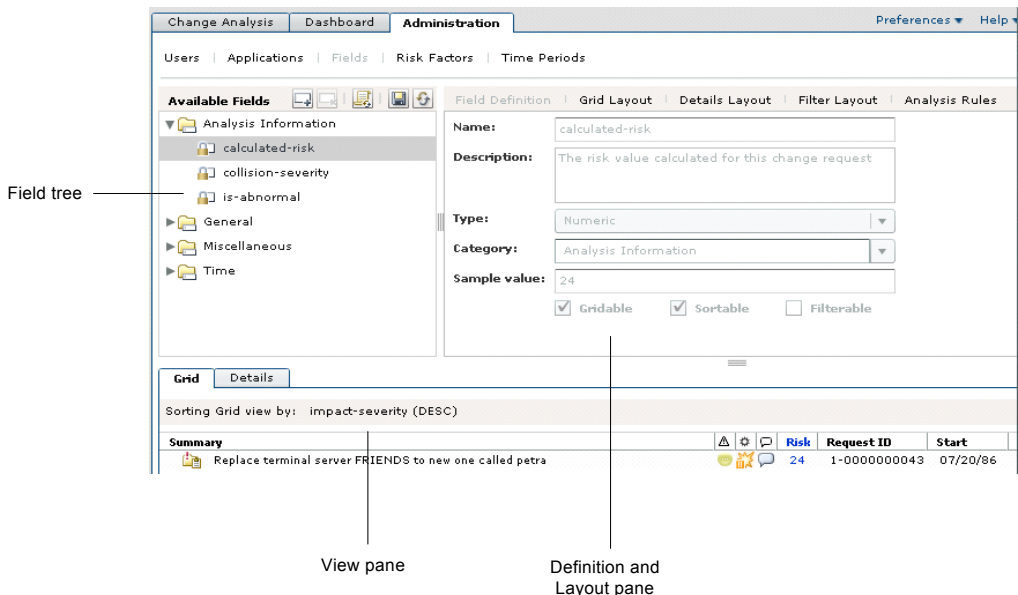 Change Analysis Dashboard Administration Preferences Help
Users Applications Fields Risk Factors Time Periods
Available Fields
Analysis Information
calculated-risk
collision-severity
is-abnormal
General
Miscellaneous
Time
Field Definition Grid Layout Details Layout Filter Layout Analysis Rules
Name: calculated-risk
Description: The risk value calculated for this change request
Type: Numeric
Category: Analysis Information
Sample value: 24
Gridable Sortable Filterable
Field tree
Grid Details
Sorting Grid view by: impact-severity (DESC)
Summary Risk Request ID Start
Replace terminal server FRIENDS to new one called petra 24 1-0000000043 07/20/86
View pane
Definition and
Layout pane